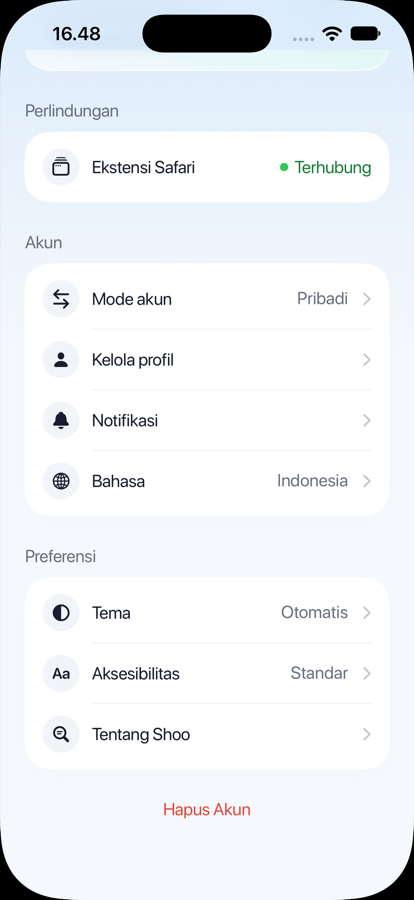 16.48
Perlindungan
Ekstensi Safari
Terhubung
Akun
Mode akun
Pribadi
Kelola profil
Notifikasi
Bahasa
Indonesia
Preferensi
Tema
Otomatis
Aa
Aksesibilitas
Standar
Tentang Shoo
Hapus Akun